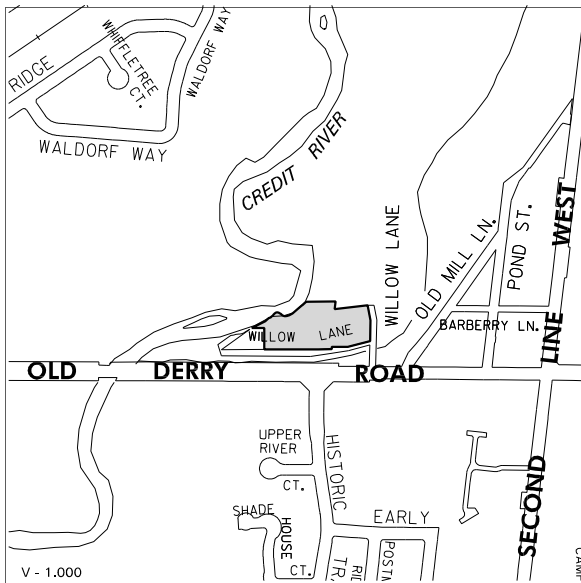 RIDGE
WHIFFLETREE
CT.
WALDORF WAY
WALDORF WAY
CREDIT RIVER
WILLOW LANE
OLD MILL LN.
POND ST.
SECOND LINE WEST
BARBERRY LN.
WILLOW LANE
OLD DERRY ROAD
UPPER
RIVER
CT.
HISTORIC
SHADE
HOUSE
CT.
EARLY
TR.
V - 1.000